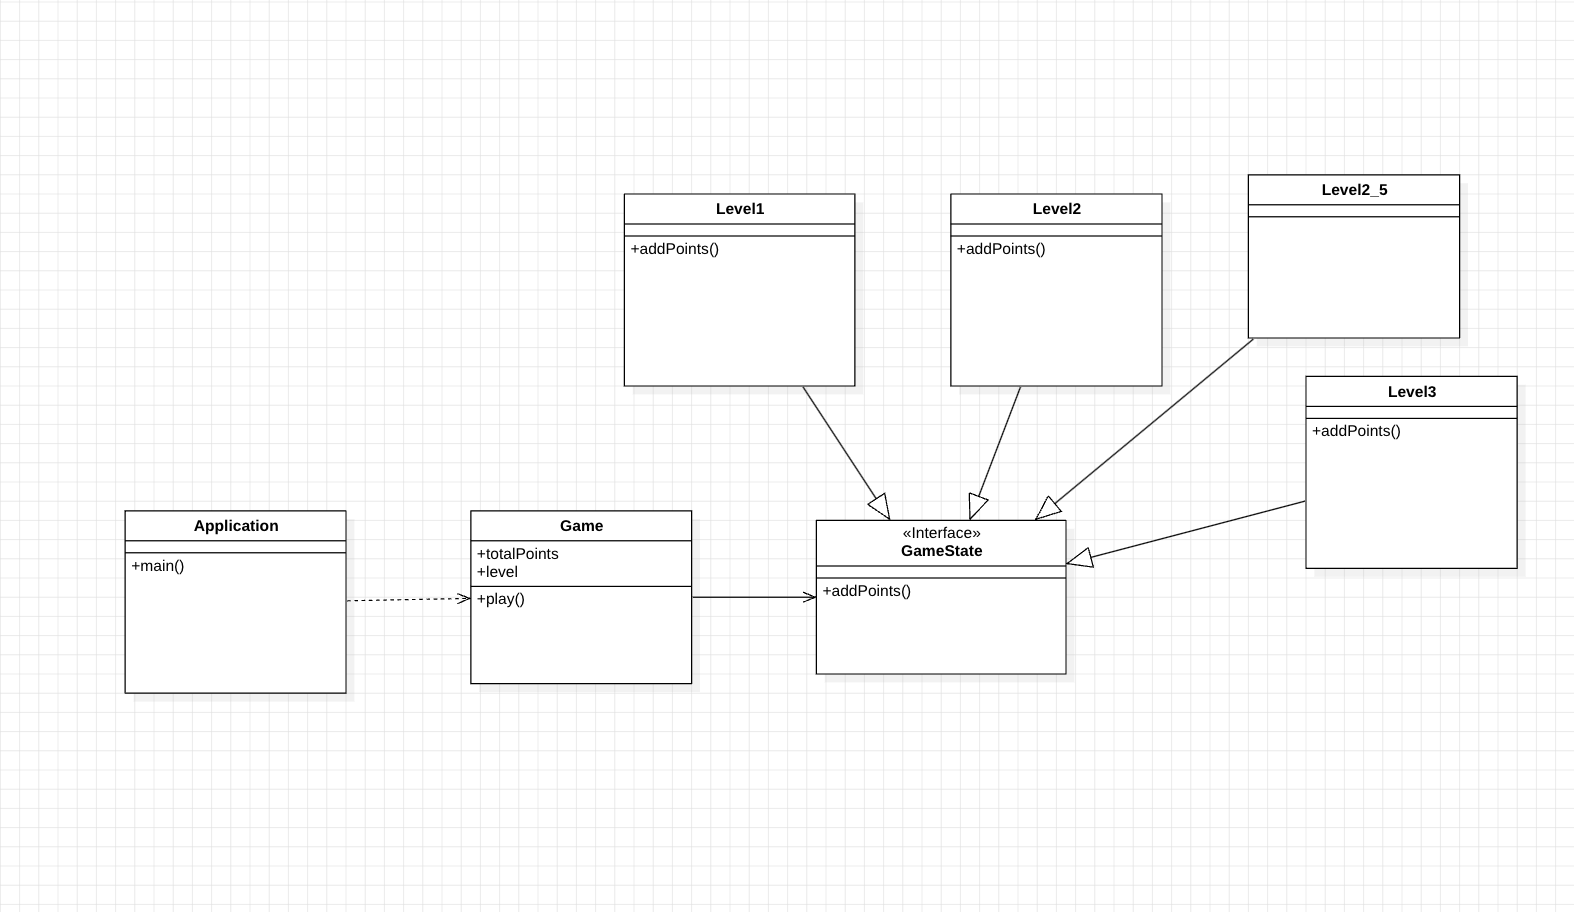 Level1
+addPoints()
Level2
+addPoints()
Level2_5
Level3
+addPoints()
Application
+main()
Game
+totalPoints
+level
+play()
«Interface»
GameState
+addPoints()